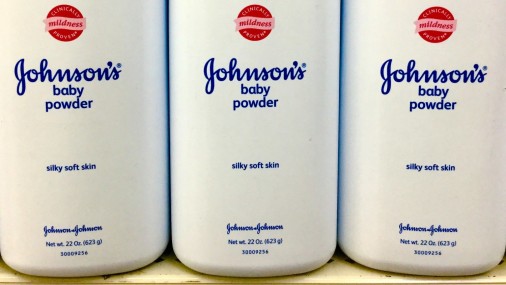 CLINICALLY
mildness
PROVEN
Johnson's®
baby
powder
silky soft skin
Johnson & Johnson
Net wt. 22 Oz. (623 g)
30009256
CLINICALLY
mildness
PROVEN
Johnson's®
baby
powder
silky soft skin
Johnson & Johnson
Net wt. 22 Oz. (623 g)
30009256
CLINICALLY
mildness
PROVEN
Johnson's®
baby
powder
silky soft skin
Johnson & Johnson
Net wt. 22 Oz. (623 g)
30009256